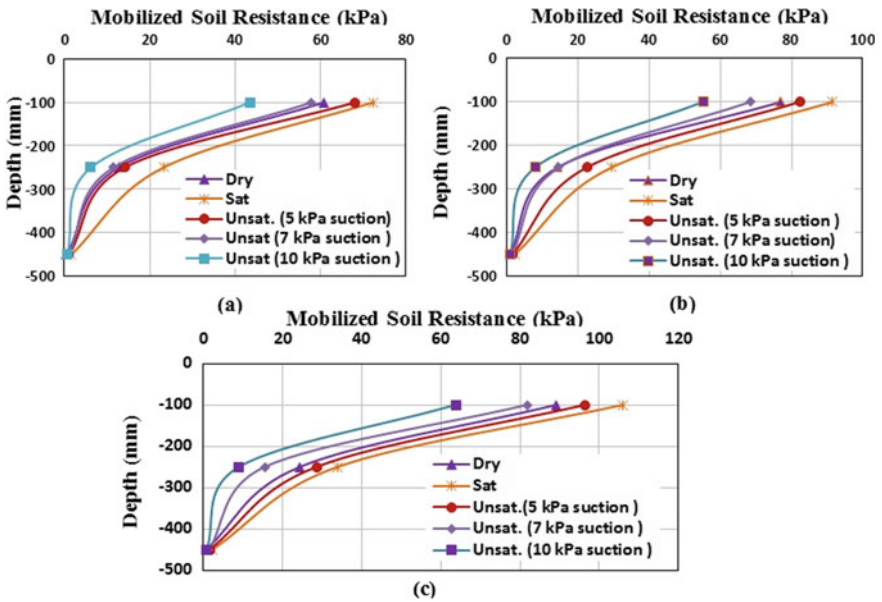 Mobilized Soil Resistance (kPa)
0 20 40 60 80
0
-100
-200
-300
-400
-500
Depth (mm)
Dry
Sat
Unsat. (5 kPa suction)
Unsat (7 kPa suction )
Unsat (10 kPa suction )
(a)
Mobilized Soil Resistance (kPa)
0 20 40 60 80 100
0
-100
-200
-300
-400
-500
Depth (mm)
Dry
Sat
Unsat. (5 kPa suction )
Unsat. (7 kPa suction)
Unsat. (10 kPa suction )
(b)
Mobilized Soil Resistance (kPa)
0 20 40 60 80 100 120
0
-100
-200
-300
-400
-500
Depth (mm)
Dry
Sat
Unsat.(5 kPa suction )
Unsat. (7 kPa suction )
Unsat. (10 kPa suction )
(c)